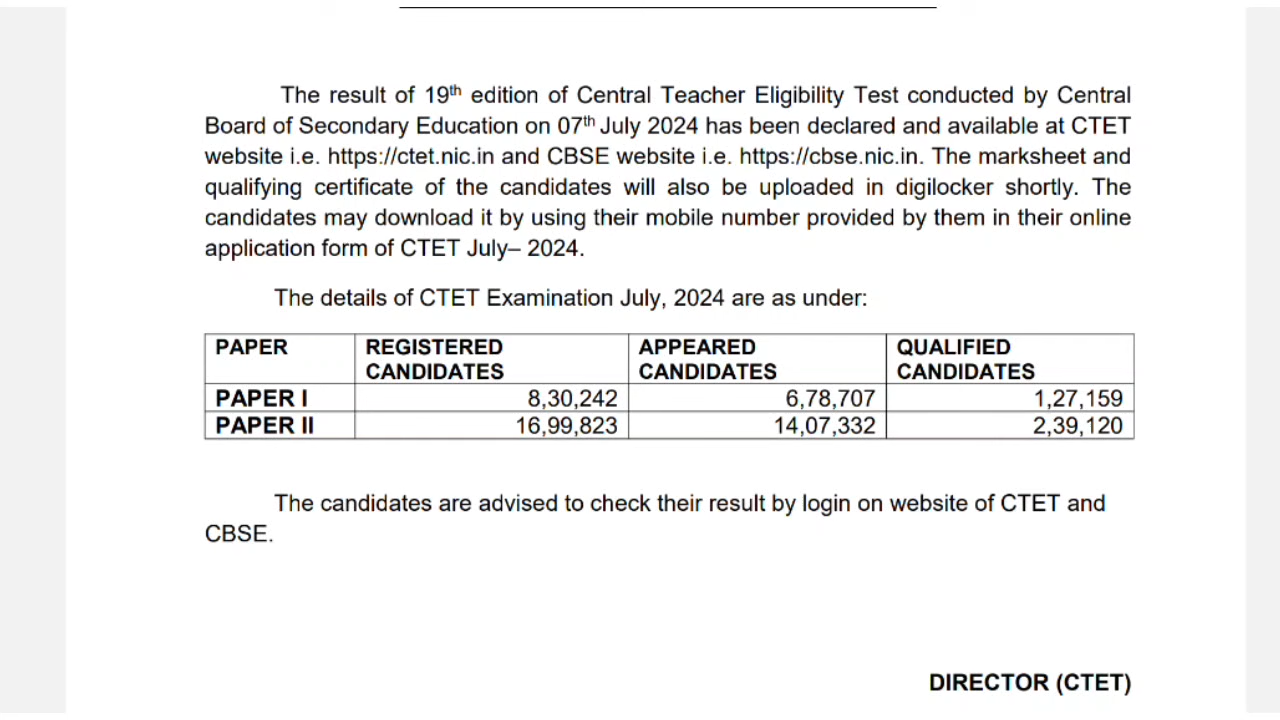 The result of 19th edition of Central Teacher Eligibility Test conducted by Central
Board of Secondary Education on 07th July 2024 has been declared and available at CTET
website i.e. https://ctet.nic.in and CBSE website i.e. https://cbse.nic.in. The marksheet and
qualifying certificate of the candidates will also be uploaded in digilocker shortly. The
candidates may download it by using their mobile number provided by them in their online
application form of CTET July– 2024.
The details of CTET Examination July, 2024 are as under:
PAPER REGISTERED CANDIDATES APPEARED CANDIDATES QUALIFIED CANDIDATES
PAPER I 8,30,242 6,78,707 1,27,159
PAPER II 16,99,823 14,07,332 2,39,120
The candidates are advised to check their result by login on website of CTET and
CBSE.
DIRECTOR (CTET)